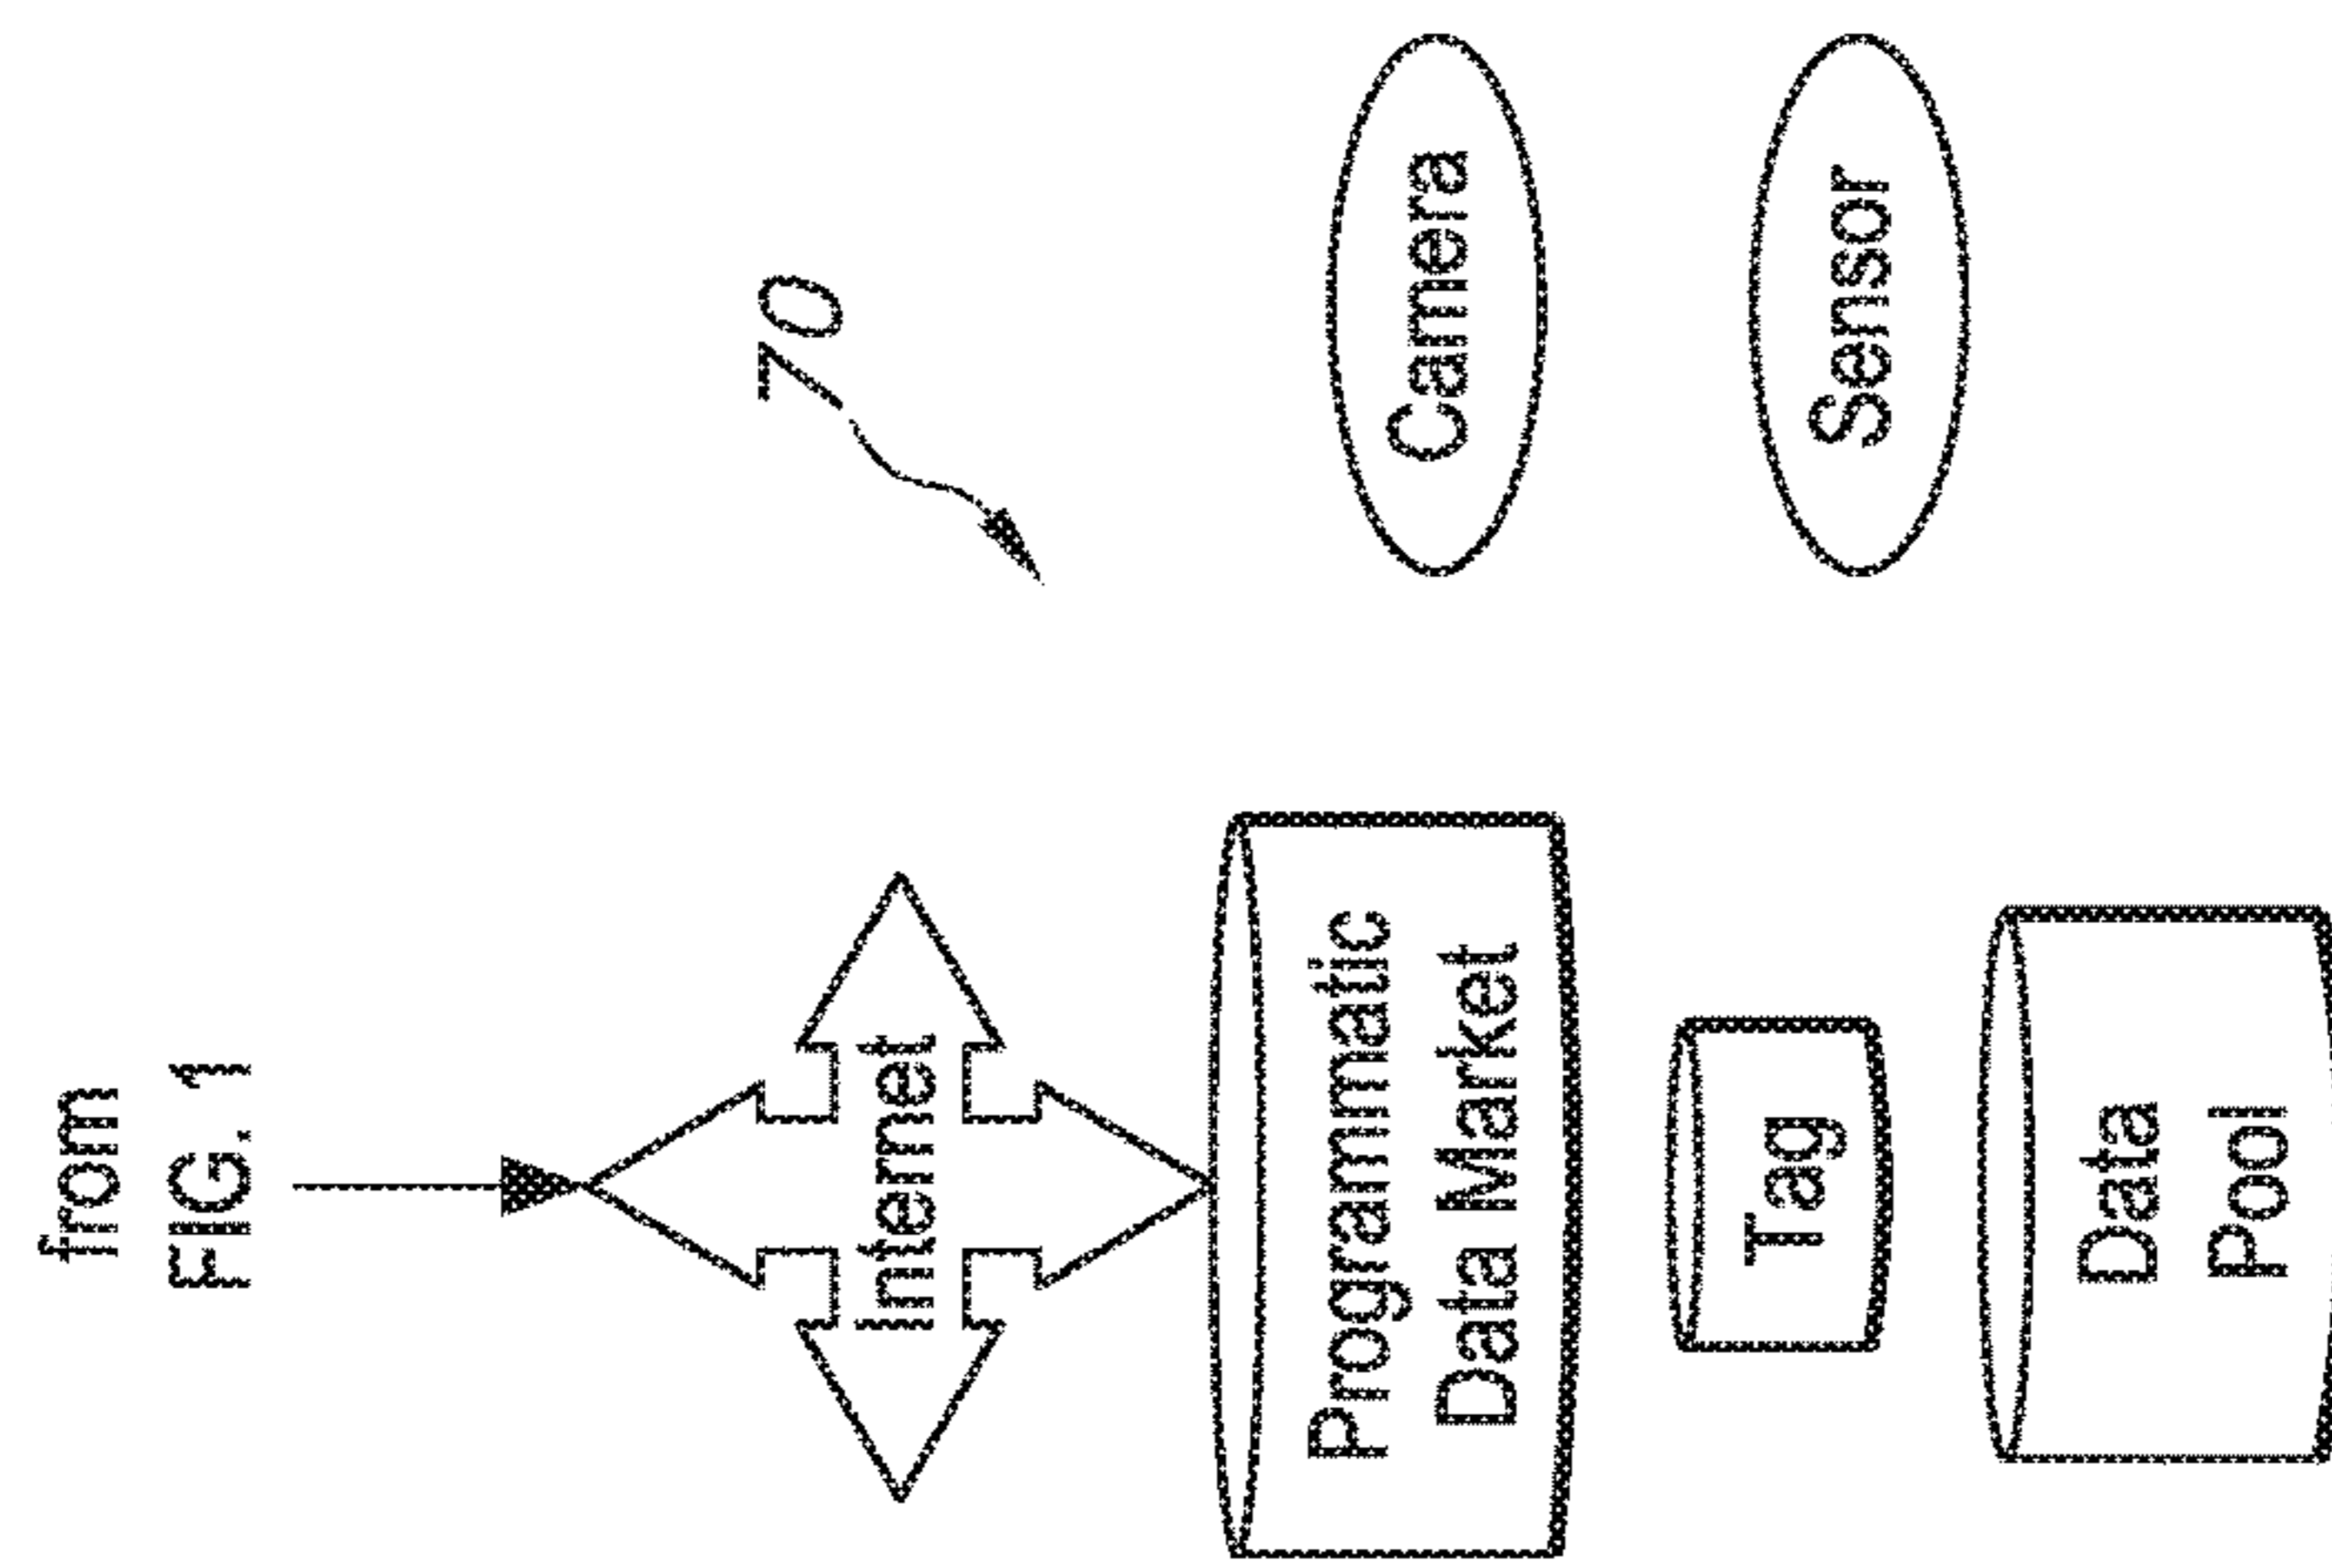 from
FIG. 1
70
Internet
Programmatic
Data Market
Camera
Tag
Sensor
Data
Pool